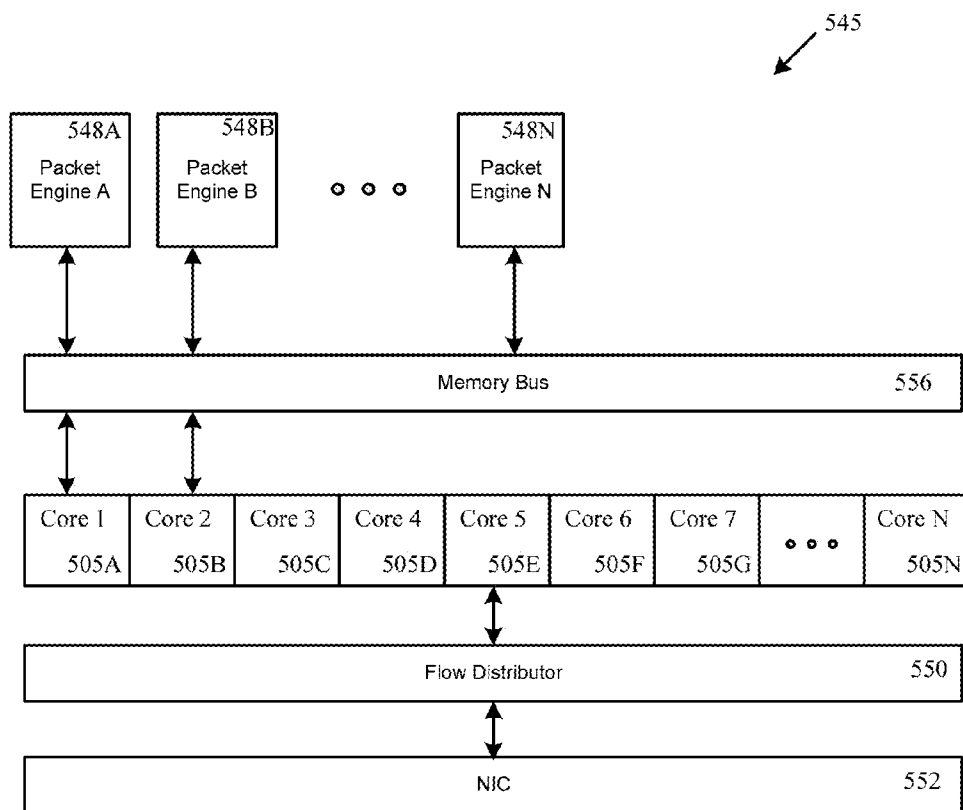 545
548A
Packet
Engine A
548B
Packet
Engine B
548N
Packet
Engine N
Memory Bus 556
Core 1 Core 2 Core 3 Core 4 Core 5 Core 6 Core 7 Core N
505A 505B 505C 505D 505E 505F 505G 505N
Flow Distributor 550
NIC 552